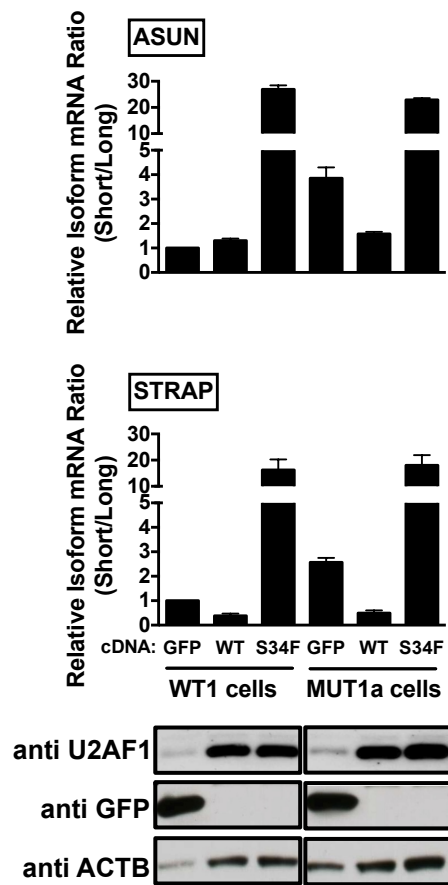 ASUN
Relative Isoform mRNA Ratio
(Short/Long)
30
20
10
5
4
3
2
1
0
STRAP
Relative Isoform mRNA Ratio
(Short/Long)
30
20
10
5
4
3
2
1
0
cDNA: GFP WT S34F GFP WT S34F
WT1 cells MUT1a cells
anti U2AF1
anti GFP
anti ACTB